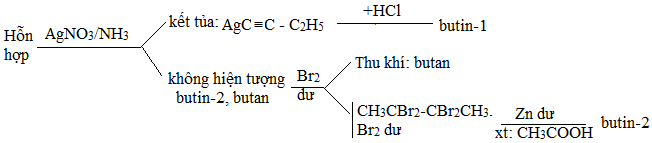 Hỗn hợp
AgNO3/NH3
kết tủa: AgC≡C - C2H5
+HCl
butin-1
không hiện tượng
butin-2, butan
Br2
dư
Thu khí: butan
CH3CBr2-CBr2CH3.
Br2 dư
Zn dư
xt: CH3COOH
butin-2